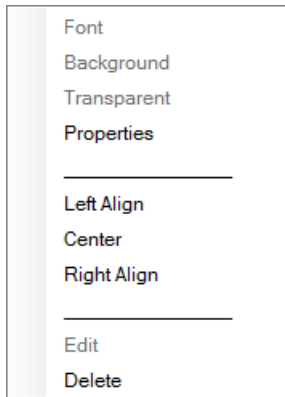 Font
Background
Transparent
Properties
Left Align
Center
Right Align
Edit
Delete